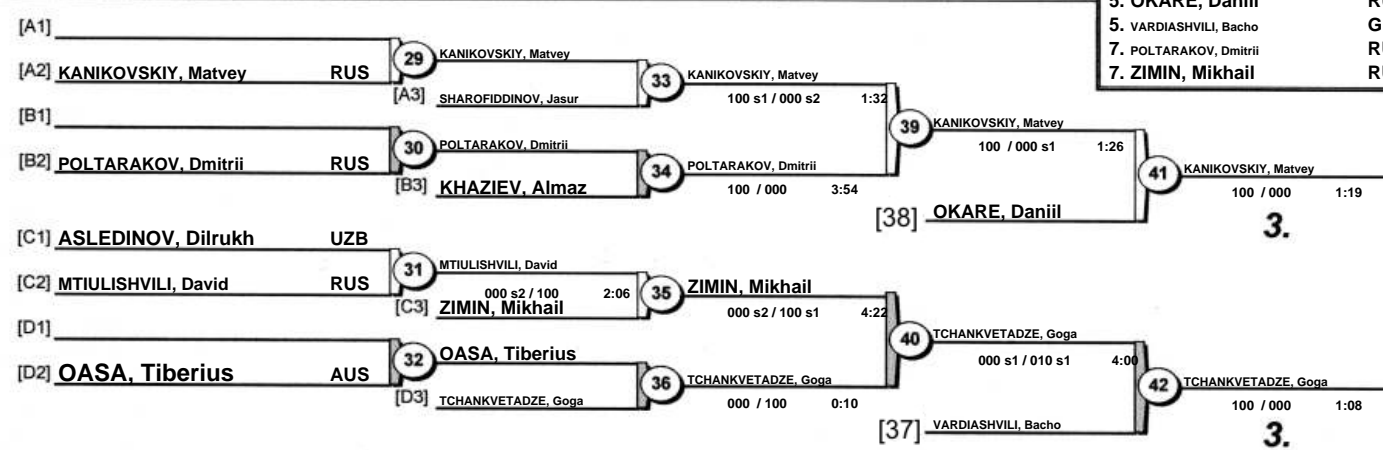 5. OKARE, Daniil
5. VARDIASHVILI, Bacho G
7. POLTARAKOV, Dmitrii RU
7. ZIMIN, Mikhail RU
[A1]
[A2] KANIKOVSKIY, Matvey RUS
29
KANIKOVSKIY, Matvey
[A3] SHAROFIDDINOV, Jasur
33
KANIKOVSKIY, Matvey
100 s1 / 000 s2 1:32
[B1]
[B2] POLTARAKOV, Dmitrii RUS
30
POLTARAKOV, Dmitrii
[B3] KHAZIEV, Almaz
34
POLTARAKOV, Dmitrii
100 / 000 3:54
39
KANIKOVSKIY, Matvey
100 / 000 s1 1:26
[38] OKARE, Daniil
41
KANIKOVSKIY, Matvey
100 / 000 1:19
3.
[C1] ASLEDINOV, Dilrukh UZB
[C2] MTIULISHVILI, David RUS
31
MTIULISHVILI, David
000 s2 / 100 2:06
[C3] ZIMIN, Mikhail
35
ZIMIN, Mikhail
000 s2 / 100 s1 4:22
[D1]
[D2] OASA, Tiberius AUS
32
OASA, Tiberius
[D3] TCHANKVETADZE, Goga
36
TCHANKVETADZE, Goga
000 / 100 0:10
40
TCHANKVETADZE, Goga
000 s1 / 010 s1 4:00
[37] VARDIASHVILI, Bacho
42
TCHANKVETADZE, Goga
100 / 000 1:08
3.